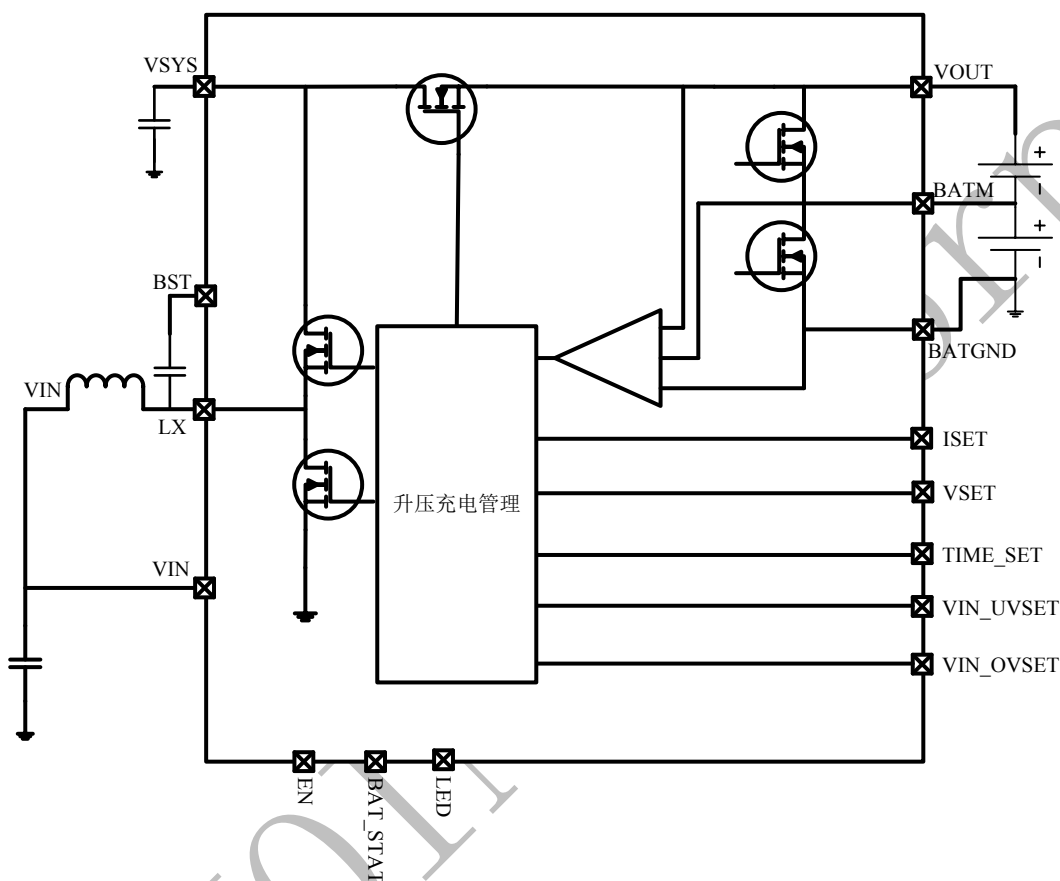 VSYS
VOUT
BATM
BST
BATGND
VIN
LX
ISET
VSET
升压充电管理
TIME_SET
VIN
VIN_UVSET
VIN_OVSET
EN
BAT_STAT
LED
+
-
+
-